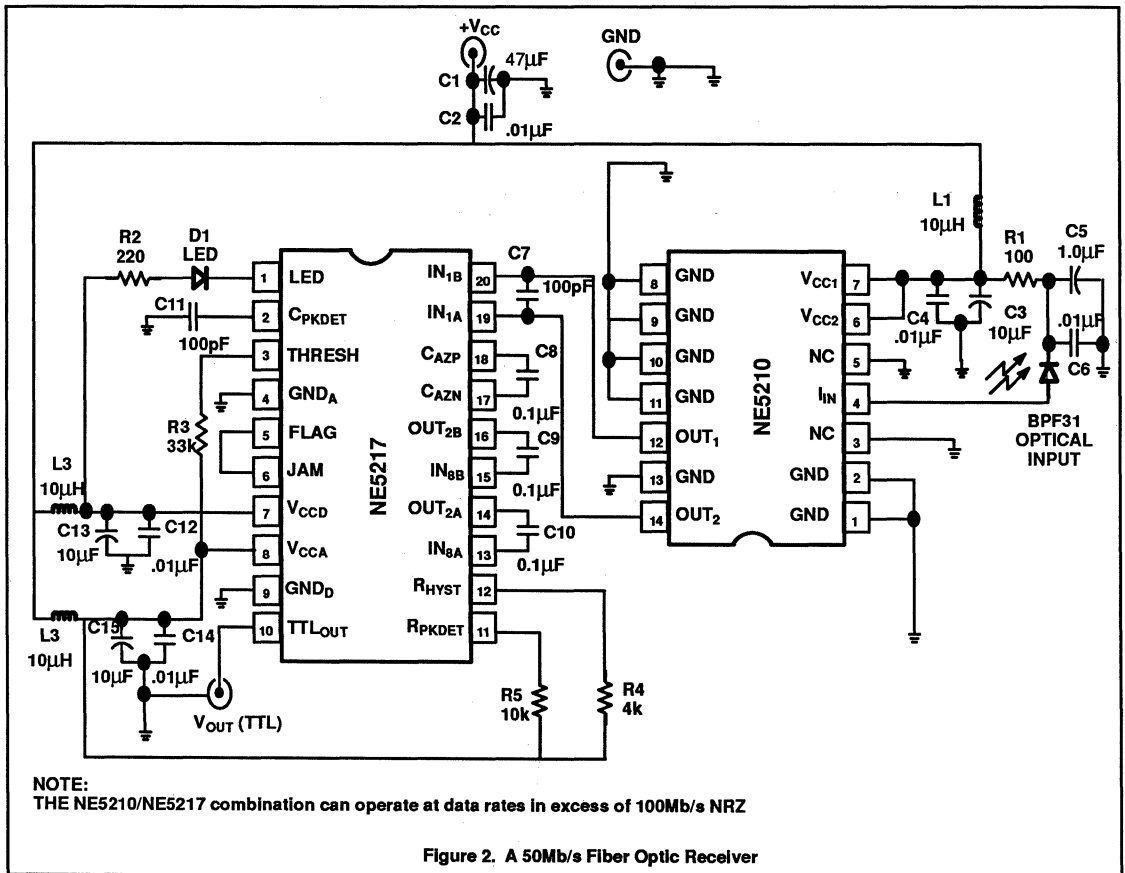 +VCC
GND
47µF
C1
C2
.01µF
L1
10µH
R2
220
D1
LED
C7
100pF
R1
100
C5
1.0µF
1 LED
2 CPKDET
3 THRESH
4 GNDA
5 FLAG
6 JAM
7 VCCD
8 VCCA
9 GNDD
10 TTLOUT
NE5217
IN1B 20
IN1A 19
CAZP 18
CAZN 17
OUT2B 16
IN8B 15
OUT2A 14
IN8A 13
RHYST 12
RPKDET 11
C11
100pF
R3
33k
L3
10µH
C13
10µF
C12
.01µF
L3
10µH
C15
10µF
C14
.01µF
VOUT (TTL)
C8
0.1µF
C9
0.1µF
C10
0.1µF
R5
10k
R4
4k
8 GND
9 GND
10 GND
11 GND
12 OUT1
13 GND
14 OUT2
NE5210
VCC1 7
VCC2 6
NC 5
IIN 4
NC 3
GND 2
GND 1
C4
.01µF
C3
10µF
.01µF
C6
BPF31
OPTICAL
INPUT
NOTE:
THE NE5210/NE5217 combination can operate at data rates in excess of 100Mb/s NRZ
Figure 2. A 50Mb/s Fiber Optic Receiver